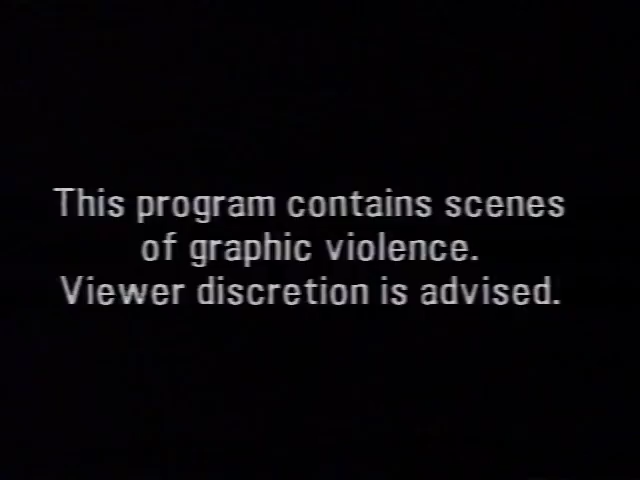 This program contains scenes
of graphic violence.
Viewer discretion is advised.